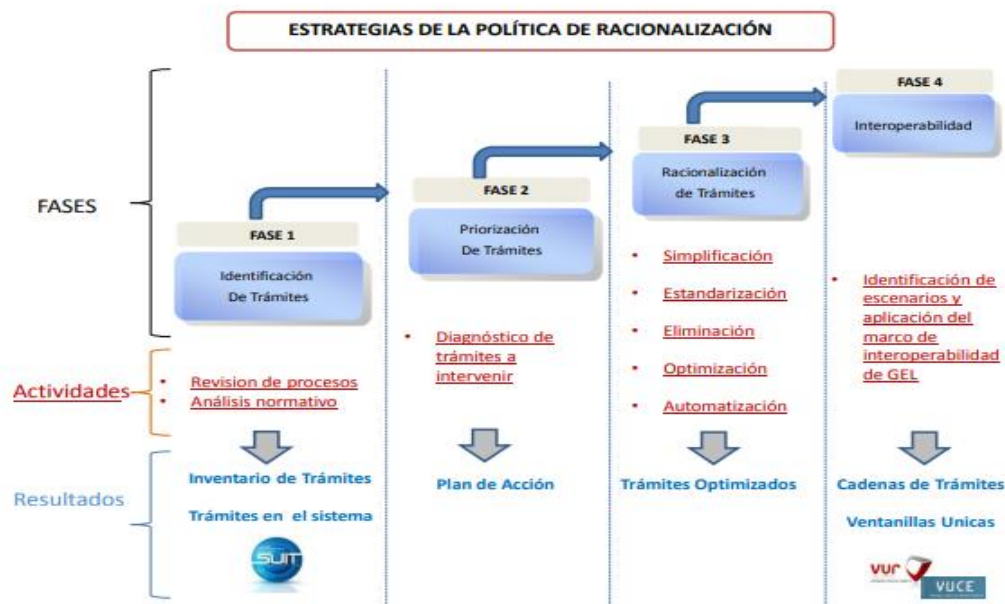 ESTRATEGIAS DE LA POLÍTICA DE RACIONALIZACIÓN
FASES
FASE 1
Identificación
De Trámites
FASE 2
Priorización
De Trámites
FASE 3
Racionalización
de Trámites
FASE 4
Interoperabilidad
Actividades
• Revision de procesos
• Análisis normativo
• Diagnóstico de
trámites a
intervenir
• Simplificación
• Estandarización
• Eliminación
• Optimización
• Automatización
• Identificación de
escenarios y
aplicación del
marco de
interoperabilidad
de GEL
Resultados
Inventario de Trámites
Trámites en el sistema
SUIT
Plan de Acción
Trámites Optimizados
Cadenas de Trámites
Ventanillas Unicas
vur
VUCE